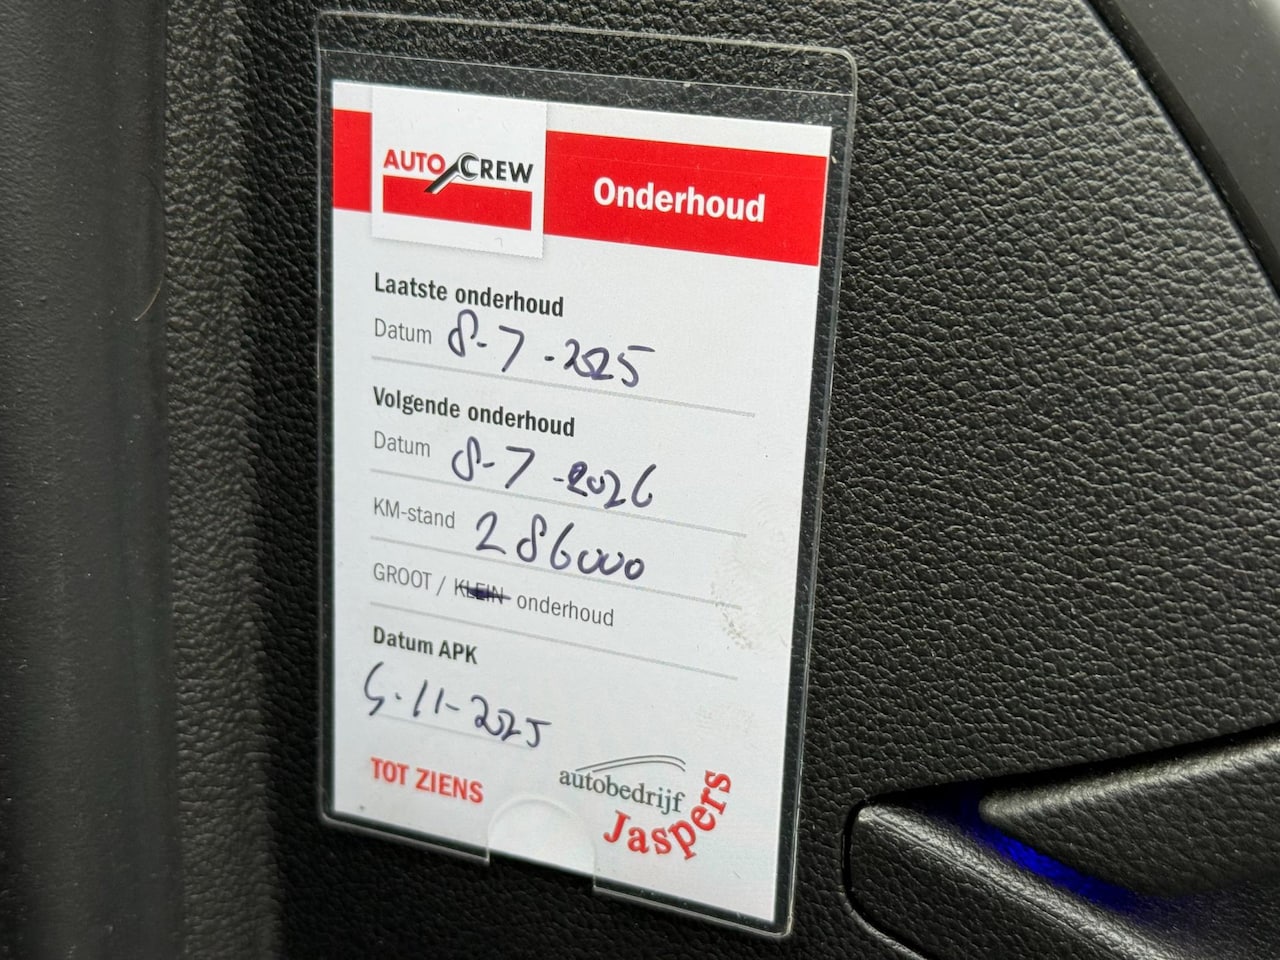 AUTO CREW
Onderhoud
Laatste onderhoud
Datum 8-7-2025
Volgende onderhoud
Datum 8-7-2026
KM-stand 286000
GROOT / KLEIN onderhoud
Datum APK
5-11-2025
TOT ZIENS
autobedrijf
Jaspers